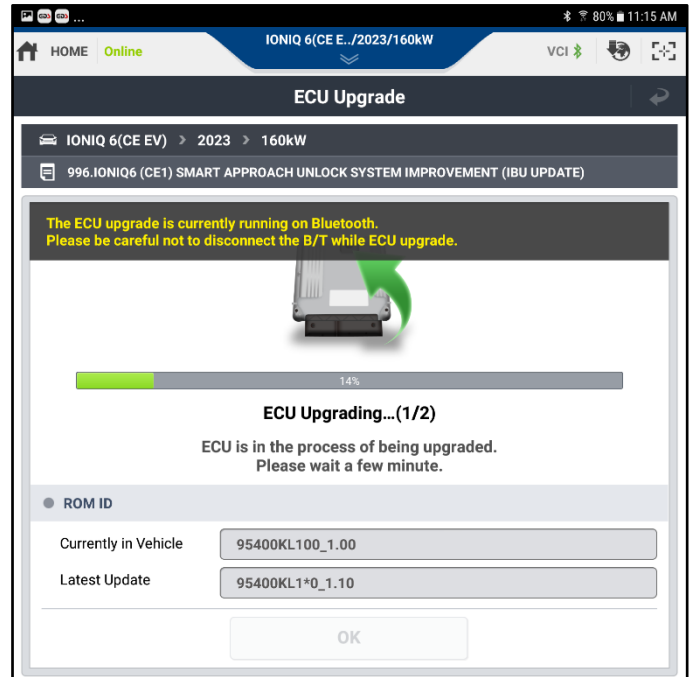 GDS GDS ... 80% 11:15 AM
HOME Online IONIQ 6(CE E../2023/160kW VCI
ECU Upgrade
IONIQ 6(CE EV) > 2023 > 160kW
996.IONIQ6 (CE1) SMART APPROACH UNLOCK SYSTEM IMPROVEMENT (IBU UPDATE)
The ECU upgrade is currently running on Bluetooth.
Please be careful not to disconnect the B/T while ECU upgrade.
14%
ECU Upgrading...(1/2)
ECU is in the process of being upgraded.
Please wait a few minute.
ROM ID
Currently in Vehicle 95400KL100_1.00
Latest Update 95400KL1*0_1.10
OK